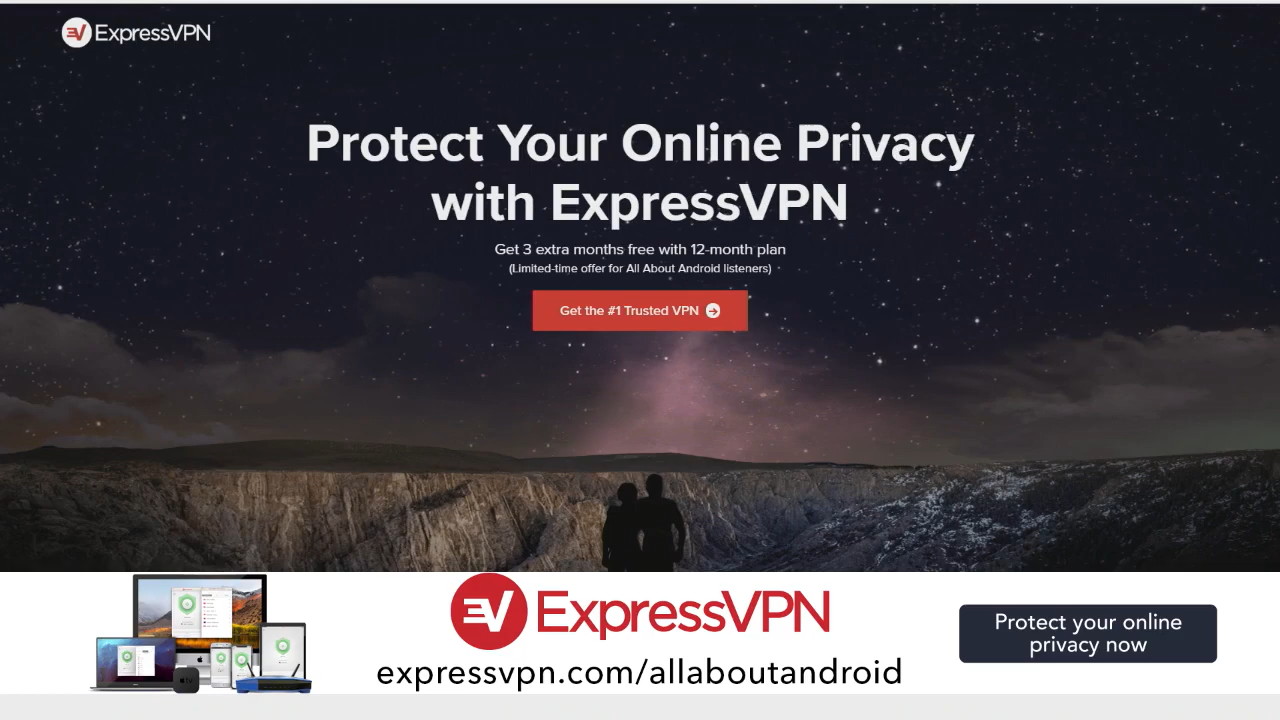 ExpressVPN
Protect Your Online Privacy
with ExpressVPN
Get 3 extra months free with 12-month plan
(Limited-time offer for All About Android listeners)
Get the #1 Trusted VPN
ExpressVPN
expressvpn.com/allaboutandroid
Protect your online
privacy now